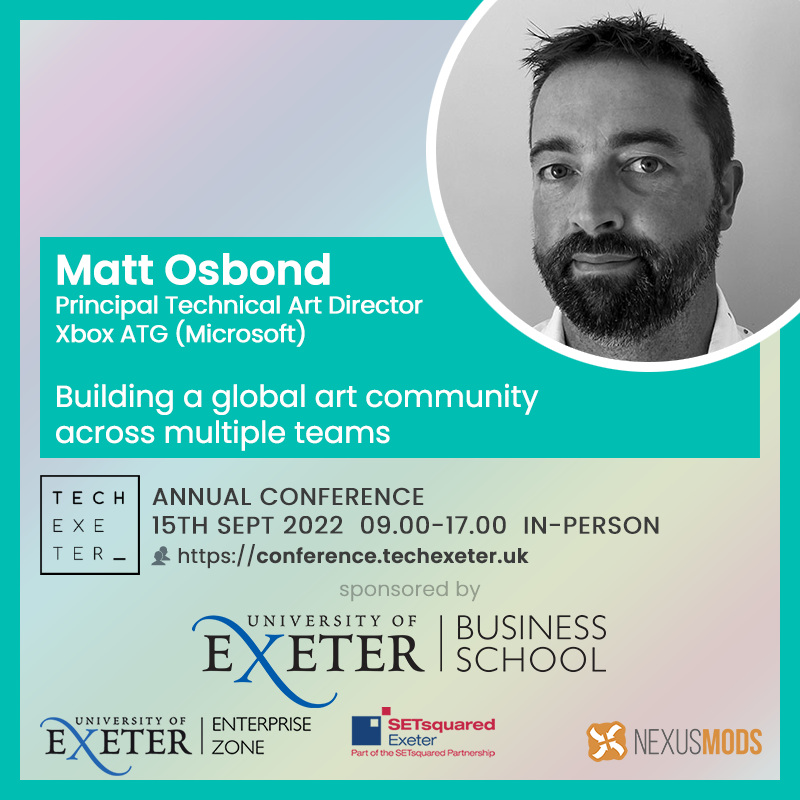 Matt Osbond
Principal Technical Art Director
Xbox ATG (Microsoft)
Building a global art community
across multiple teams
TECH
EXE
TER_
ANNUAL CONFERENCE
15TH SEPT 2022 09.00-17.00 IN-PERSON
https://conference.techexeter.uk
sponsored by
UNIVERSITY OF
EXETER
BUSINESS
SCHOOL
UNIVERSITY OF
EXETER
ENTERPRISE
ZONE
SETsquared
Exeter
Part of the SETsquared Partnership
NEXUSMODS